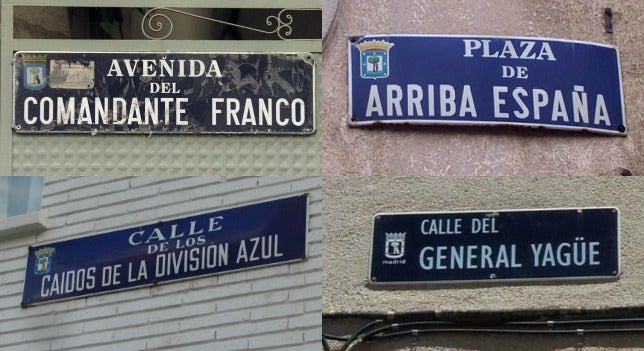 AVENIDA
DEL
COMANDANTE FRANCO
PLAZA
DE
ARRIBA ESPAÑA
CALLE
DE LOS
CAIDOS DE LA DIVISIÓN AZUL
CALLE DEL
GENERAL YAGÜE
madrid